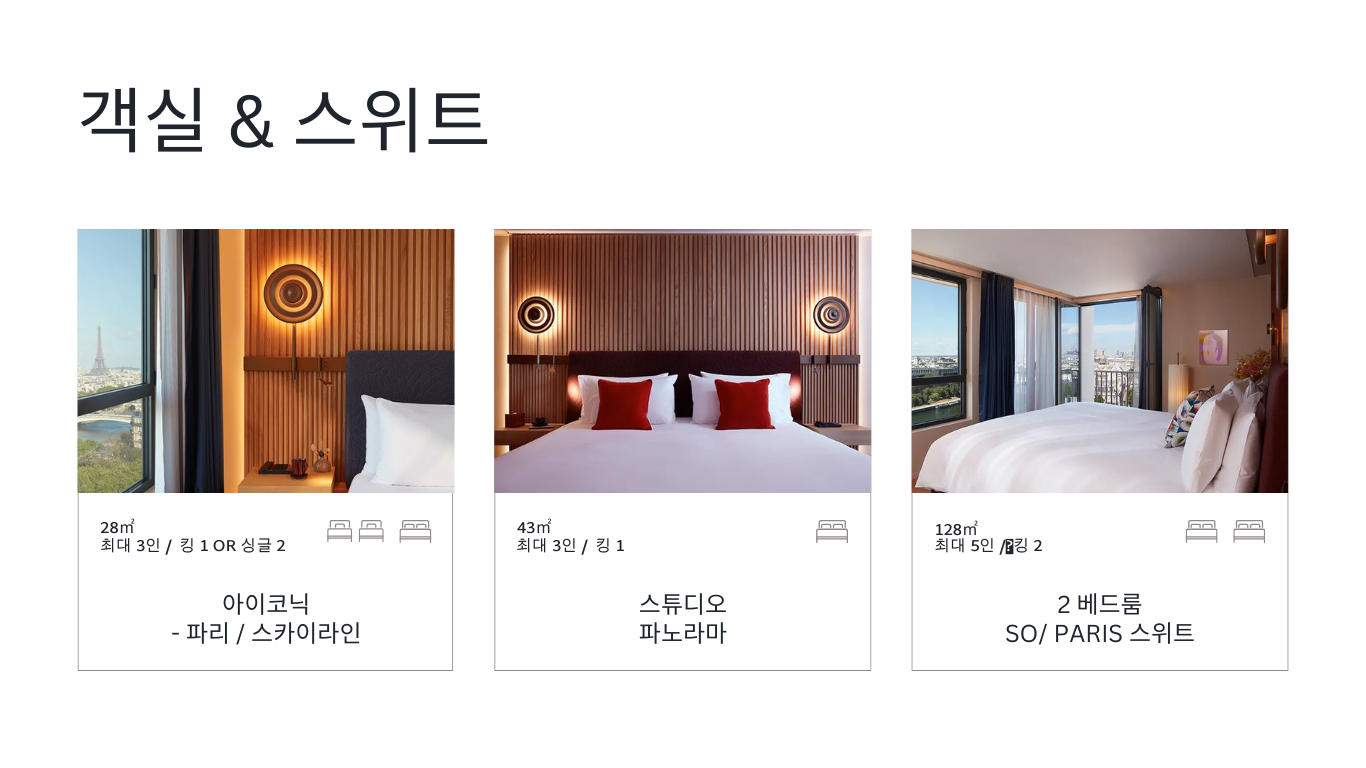 객실 & 스위트
28㎡
최대 3인 / 킹 1 OR 싱글 2
아이코닉
- 파리 / 스카이라인
43㎡
최대 3인 / 킹 1
스튜디오
파노라마
128㎡
최대 5인 / 킹 2
2 베드룸
SO/ PARIS 스위트